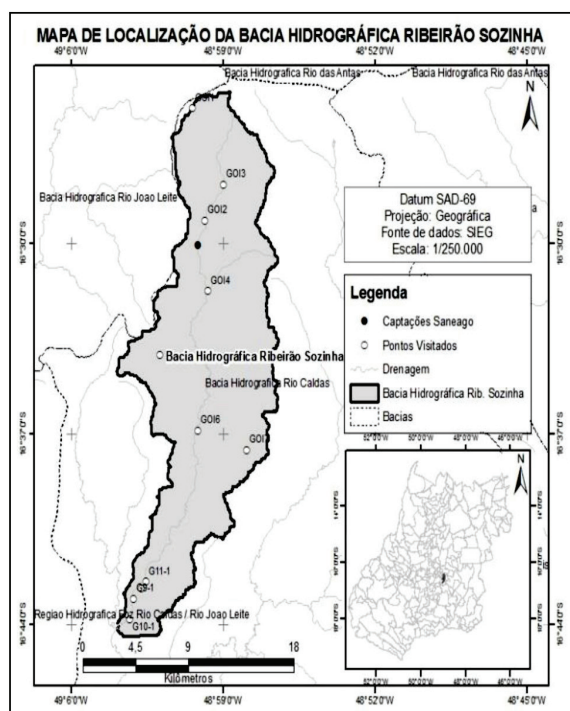 MAPA DE LOCALIZAÇÃO DA BACIA HIDROGRÁFICA RIBEIRÃO SOZINHA
49°6'0"W
48°59'0"W
48°52'0"W
48°45'0"W
Bacia Hidrografica Rio das Antas
Bacia Hidrografica Rio das Antas
N
GOI3
Bacia Hidrografica Rio Joao Leite
GOI2
Datum SAD-69
Projeção: Geográfica
Fonte de dados: SIEG
Escala: 1/250.000
16°30'0"S
16°30'0"S
GOI4
Legenda
Captações Saneago
Pontos Visitados
Drenagem
Bacia Hidrográfica Rib. Sozinha
Bacias
Bacia Hidrográfica Ribeirão Sozinha
Bacia Hidrografica Rio Caldas
GOI6
16°37'0"S
16°37'0"S
N
G11-1
G9-1
Regiao Hidrografica Foz Rio Caldas / Rio Joao Leite
G10-1
16°44'0"S
16°44'0"S
0 4,5 9 18
Kilômetros
49°6'0"W
48°59'0"W
48°52'0"W
48°45'0"W